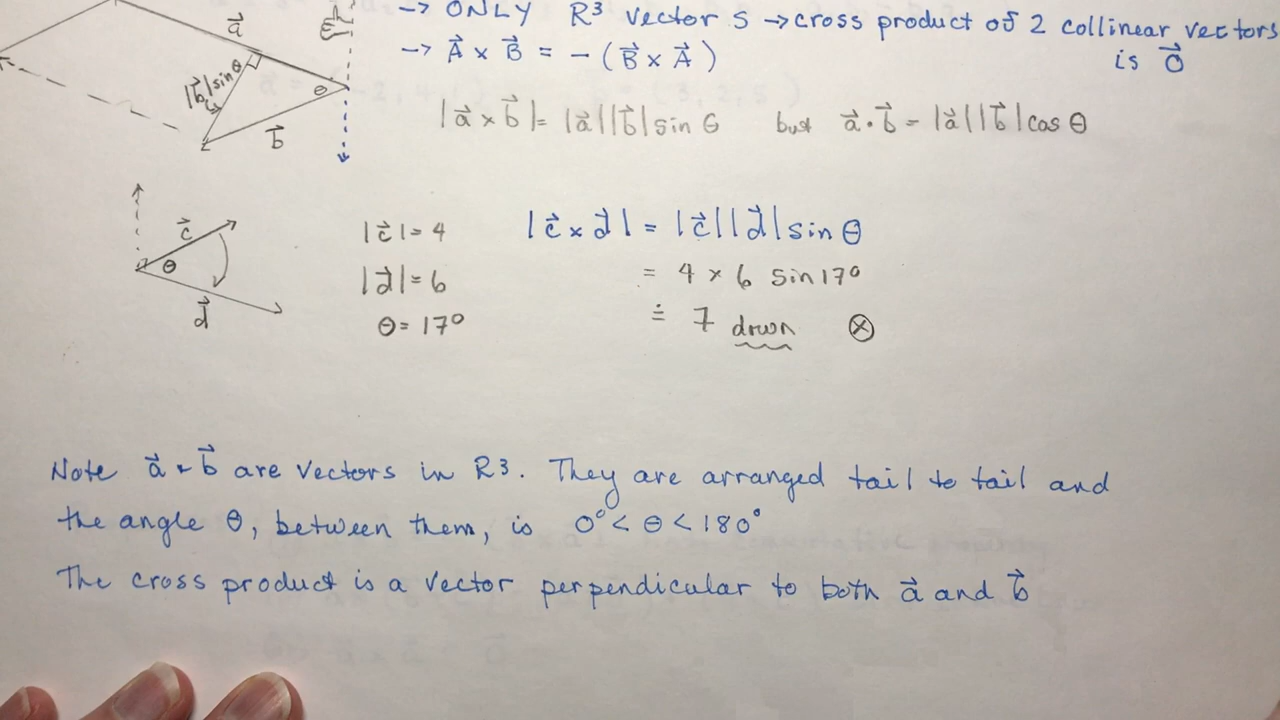 -> ONLY R³ vectors -> cross product of 2 collinear vectors
is 0⃗
-> A⃗ × B⃗ = - (B⃗ × A⃗)
a⃗
|b⃗|sinθ
θ
b⃗
|a⃗ × b⃗| = |a⃗||b⃗|sin θ but a⃗ • b⃗ = |a⃗||b⃗|cos θ
c⃗
θ
d⃗
|c⃗| = 4
|d⃗| = 6
θ = 17°
|c⃗ × d⃗| = |c⃗||d⃗|sin θ
= 4 × 6 sin 17°
≐ 7 down ⊗
Note a⃗ + b⃗ are vectors in R³. They are arranged tail to tail and
the angle θ, between them, is 0° < θ < 180°
The cross product is a vector perpendicular to both a⃗ and b⃗